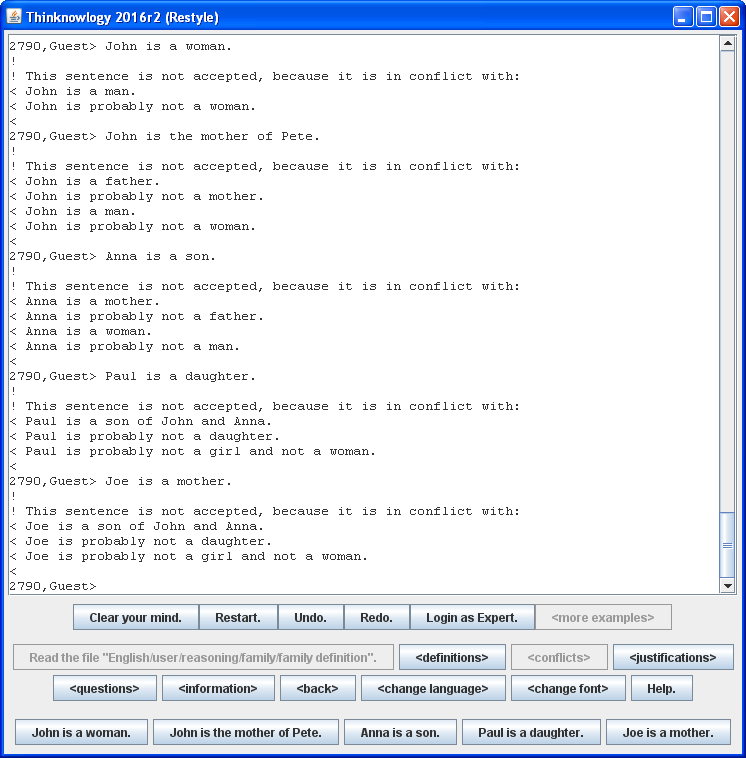 Thinknowlogy 2016r2 (Restyle)
2790,Guest> John is a woman.
!
! This sentence is not accepted, because it is in conflict with:
< John is a man.
< John is probably not a woman.
<
2790,Guest> John is the mother of Pete.
!
! This sentence is not accepted, because it is in conflict with:
< John is a father.
< John is probably not a mother.
< John is a man.
< John is probably not a woman.
<
2790,Guest> Anna is a son.
!
! This sentence is not accepted, because it is in conflict with:
< Anna is a mother.
< Anna is probably not a father.
< Anna is a woman.
< Anna is probably not a man.
<
2790,Guest> Paul is a daughter.
!
! This sentence is not accepted, because it is in conflict with:
< Paul is a son of John and Anna.
< Paul is probably not a daughter.
< Paul is probably not a girl and not a woman.
<
2790,Guest> Joe is a mother.
!
! This sentence is not accepted, because it is in conflict with:
< Joe is a son of John and Anna.
< Joe is probably not a daughter.
< Joe is probably not a girl and not a woman.
<
2790,Guest>
Clear your mind. Restart. Undo. Redo. Login as Expert. <more examples>
Read the file "English/user/reasoning/family/family definition". <definitions> <conflicts> <justifications>
<questions> <information> <back> <change language> <change font> Help.
John is a woman. John is the mother of Pete. Anna is a son. Paul is a daughter. Joe is a mother.